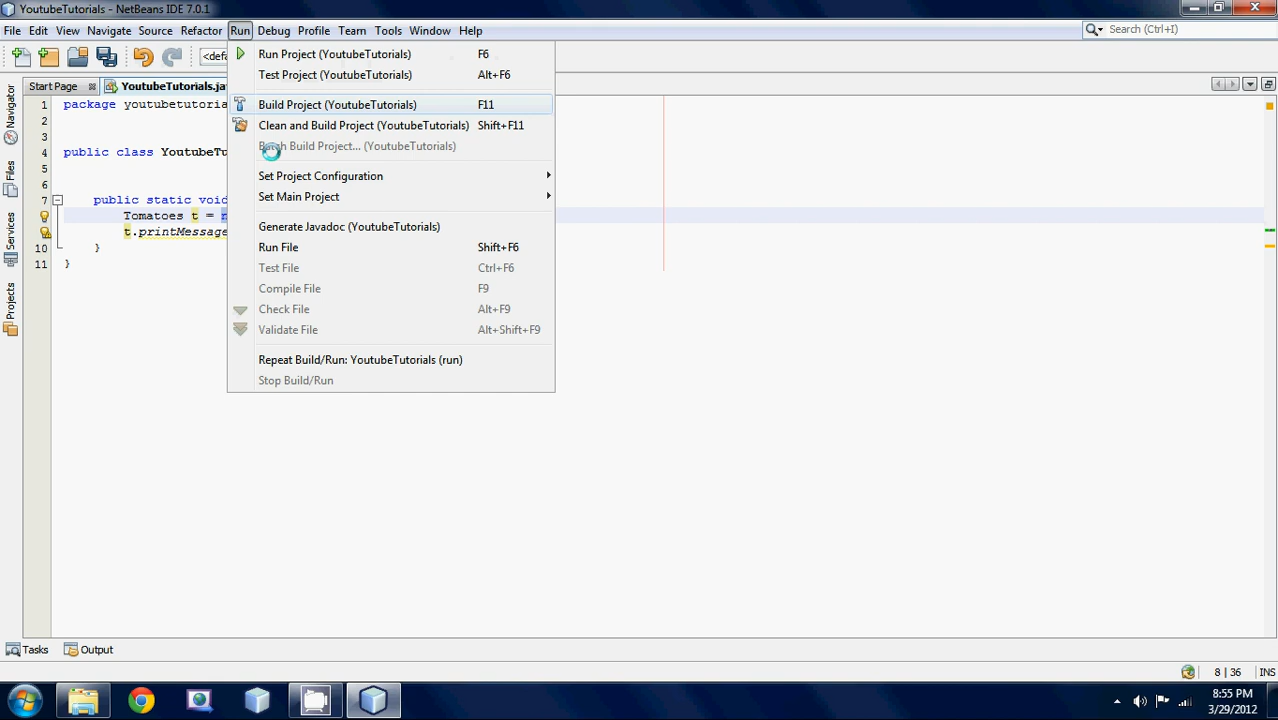 YoutubeTutorials - NetBeans IDE 7.0.1
File Edit View Navigate Source Refactor Run Debug Profile Team Tools Window Help
Search (Ctrl+I)
<def
Run Project (YoutubeTutorials) F6
Test Project (YoutubeTutorials) Alt+F6
Build Project (YoutubeTutorials) F11
Clean and Build Project (YoutubeTutorials) Shift+F11
Batch Build Project... (YoutubeTutorials)
Set Project Configuration
Set Main Project
Generate Javadoc (YoutubeTutorials)
Run File Shift+F6
Test File Ctrl+F6
Compile File F9
Check File Alt+F9
Validate File Alt+Shift+F9
Repeat Build/Run: YoutubeTutorials (run)
Stop Build/Run
Start Page YoutubeTutorials.ja
Navigator
Files
Services
Projects
1 package youtubetutoria
2
3
4 public class YoutubeTu
5
6
7 public static void
Tomatoes t = n
t.printMessage
10 }
11 }
Tasks Output
8 | 36 INS
8:55 PM
3/29/2012